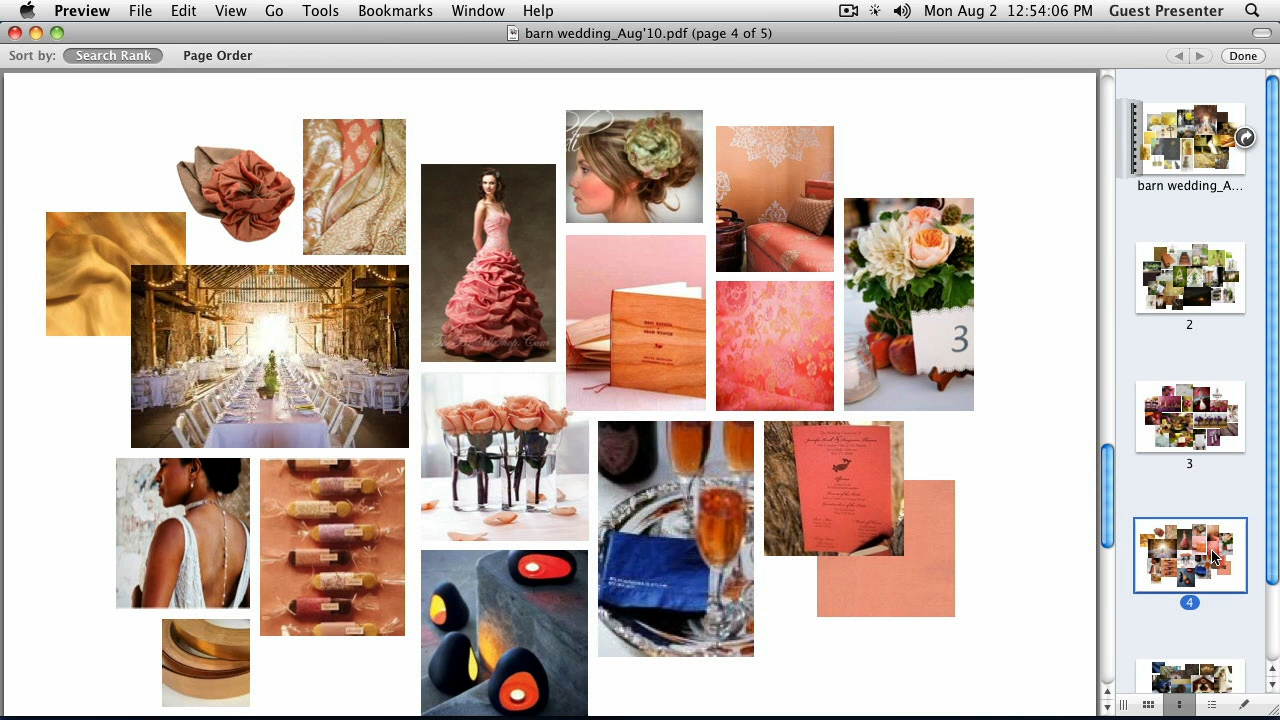 Preview File Edit View Go Tools Bookmarks Window Help Mon Aug 2 12:54:06 PM Guest Presenter
barn wedding_Aug'10.pdf (page 4 of 5)
Sort by: Search Rank Page Order Done
barn wedding_A...
2
3
4
3